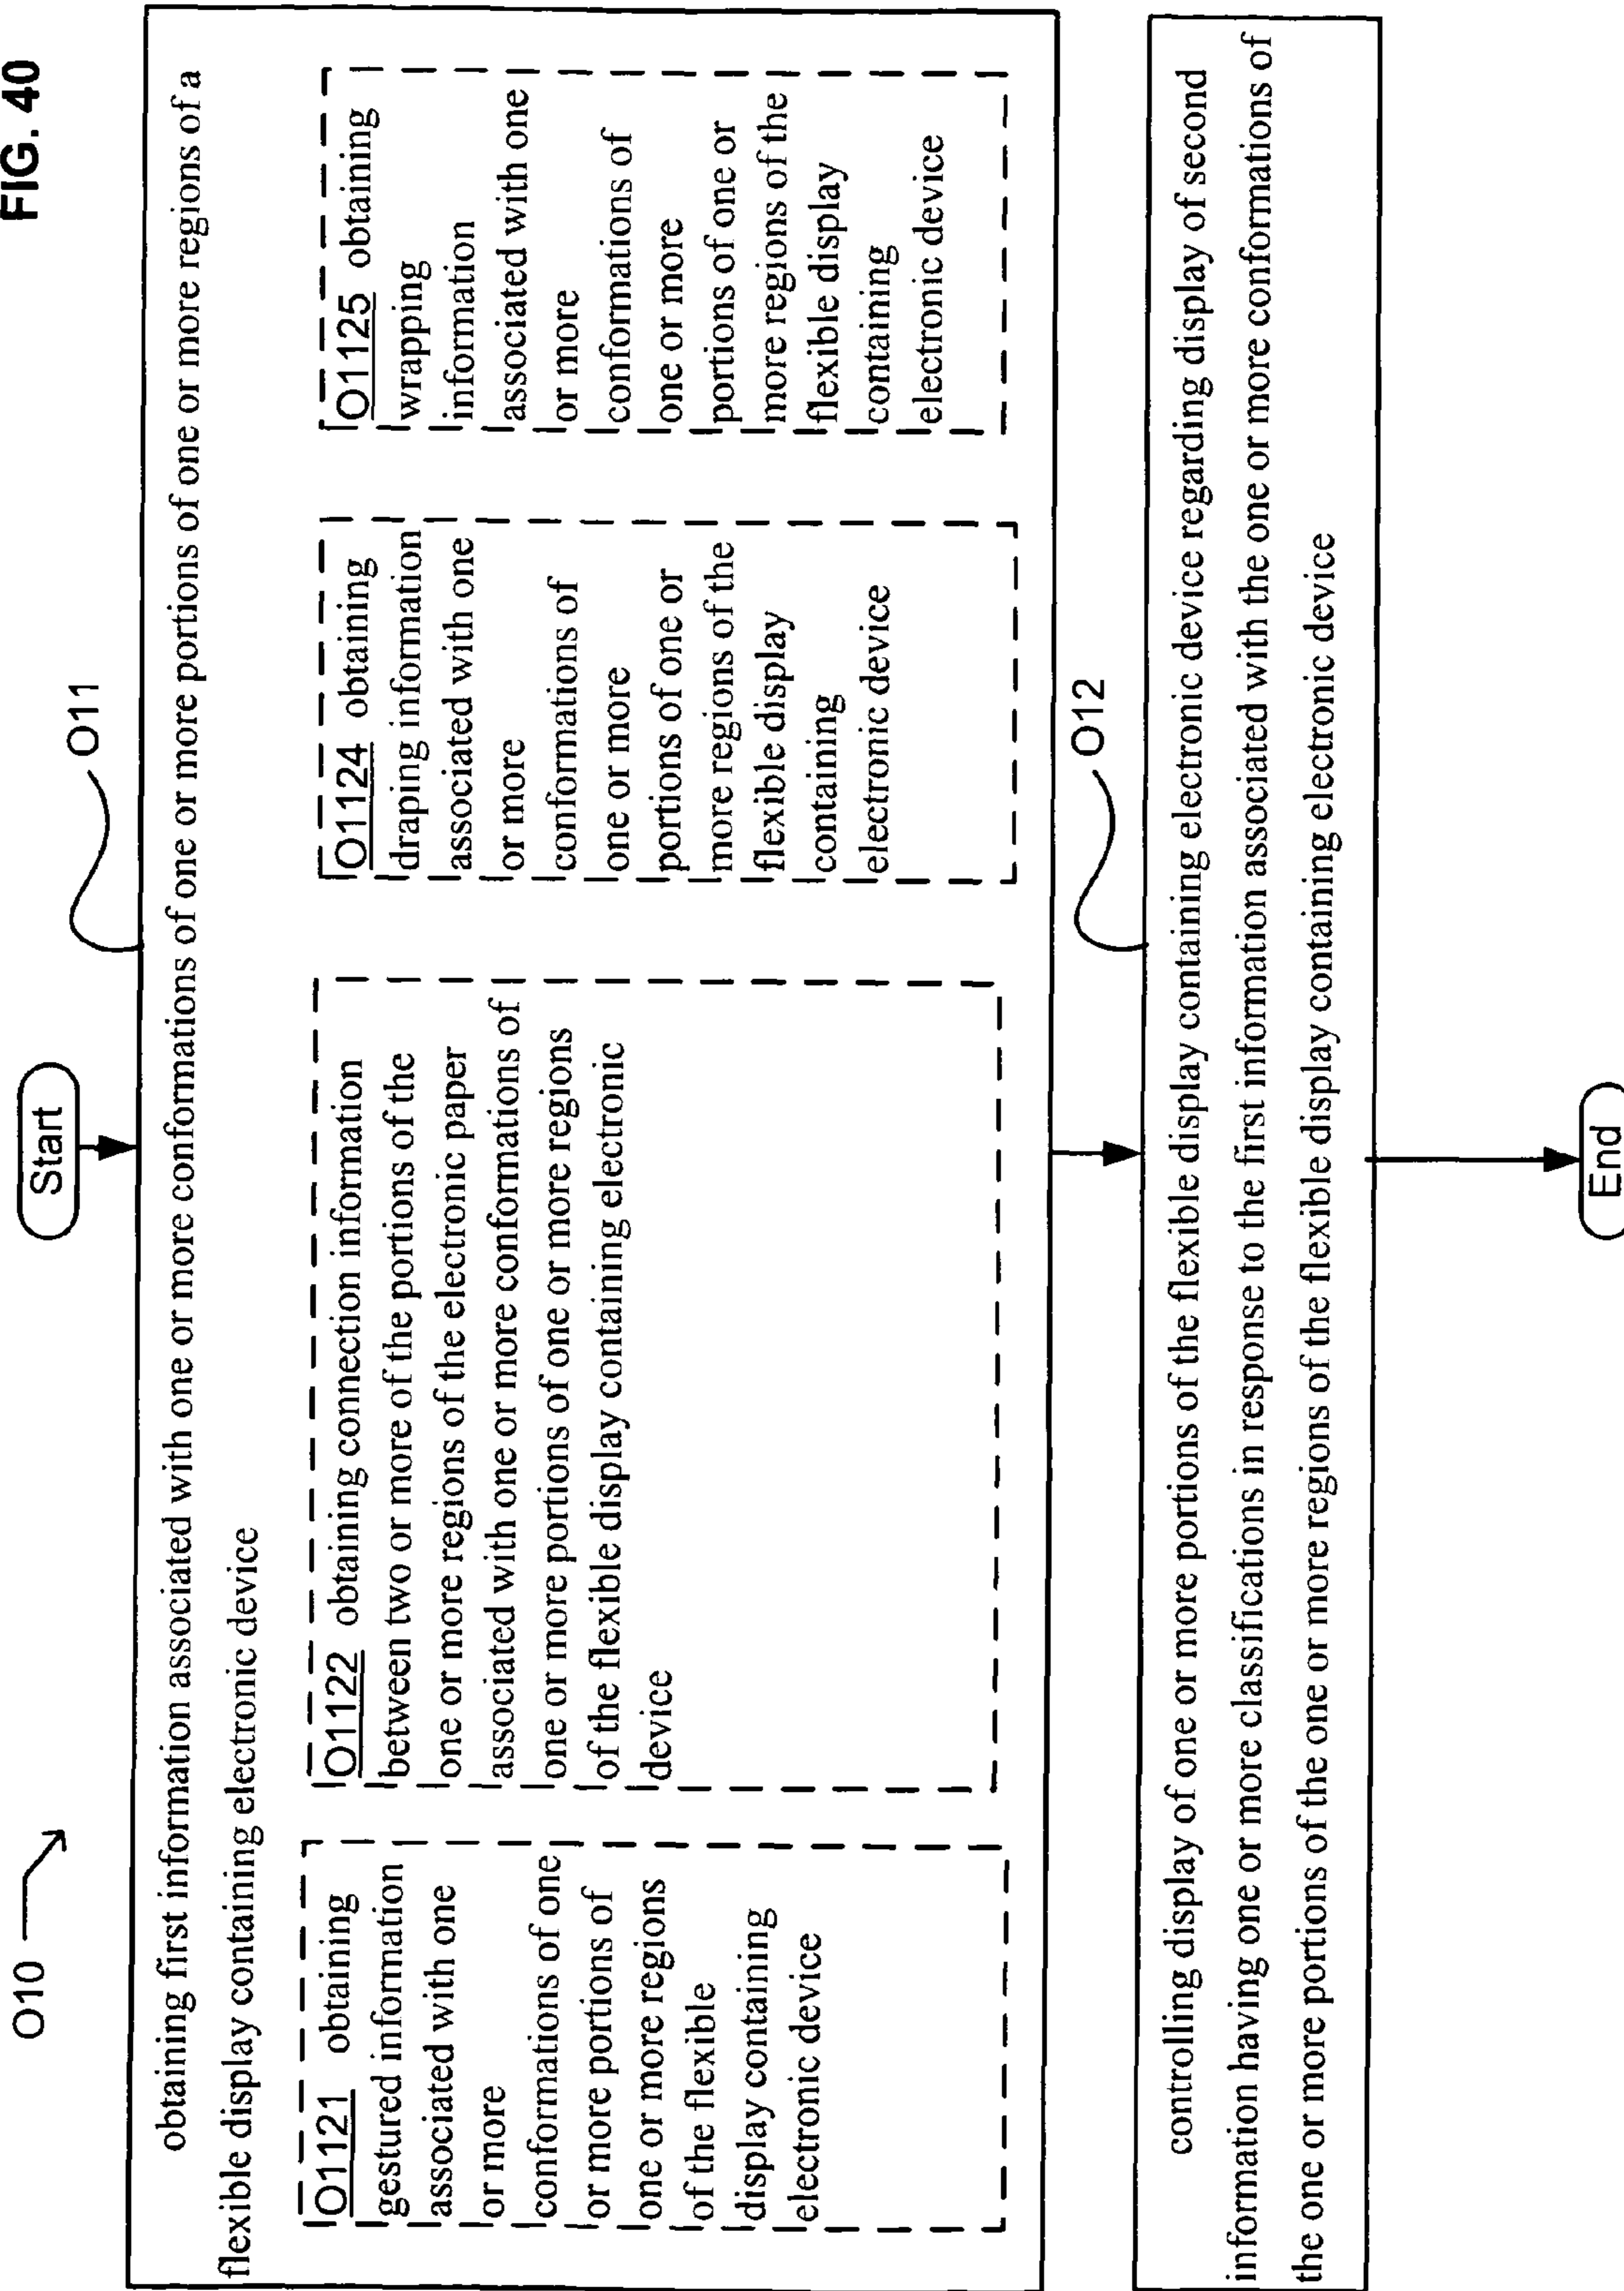 FIG. 40
O10
Start
O11
obtaining first information associated with one or more conformations of one or more portions of one or more regions of a
flexible display containing electronic device
O1121 obtaining
gestured information
associated with one
or more
conformations of one
or more portions of
one or more regions
of the flexible
display containing
electronic device
O1122 obtaining connection information
between two or more of the portions of the
one or more regions of the electronic paper
associated with one or more conformations of
one or more portions of one or more regions
of the flexible display containing electronic
device
O1124 obtaining
draping information
associated with one
or more
conformations of
one or more
portions of one or
more regions of the
flexible display
containing
electronic device
O1125 obtaining
wrapping
information
associated with one
or more
conformations of
one or more
portions of one or
more regions of the
flexible display
containing
electronic device
O12
controlling display of one or more portions of the flexible display containing electronic device regarding display of second
information having one or more classifications in response to the first information associated with the one or more conformations of
the one or more portions of the one or more regions of the flexible display containing electronic device
End